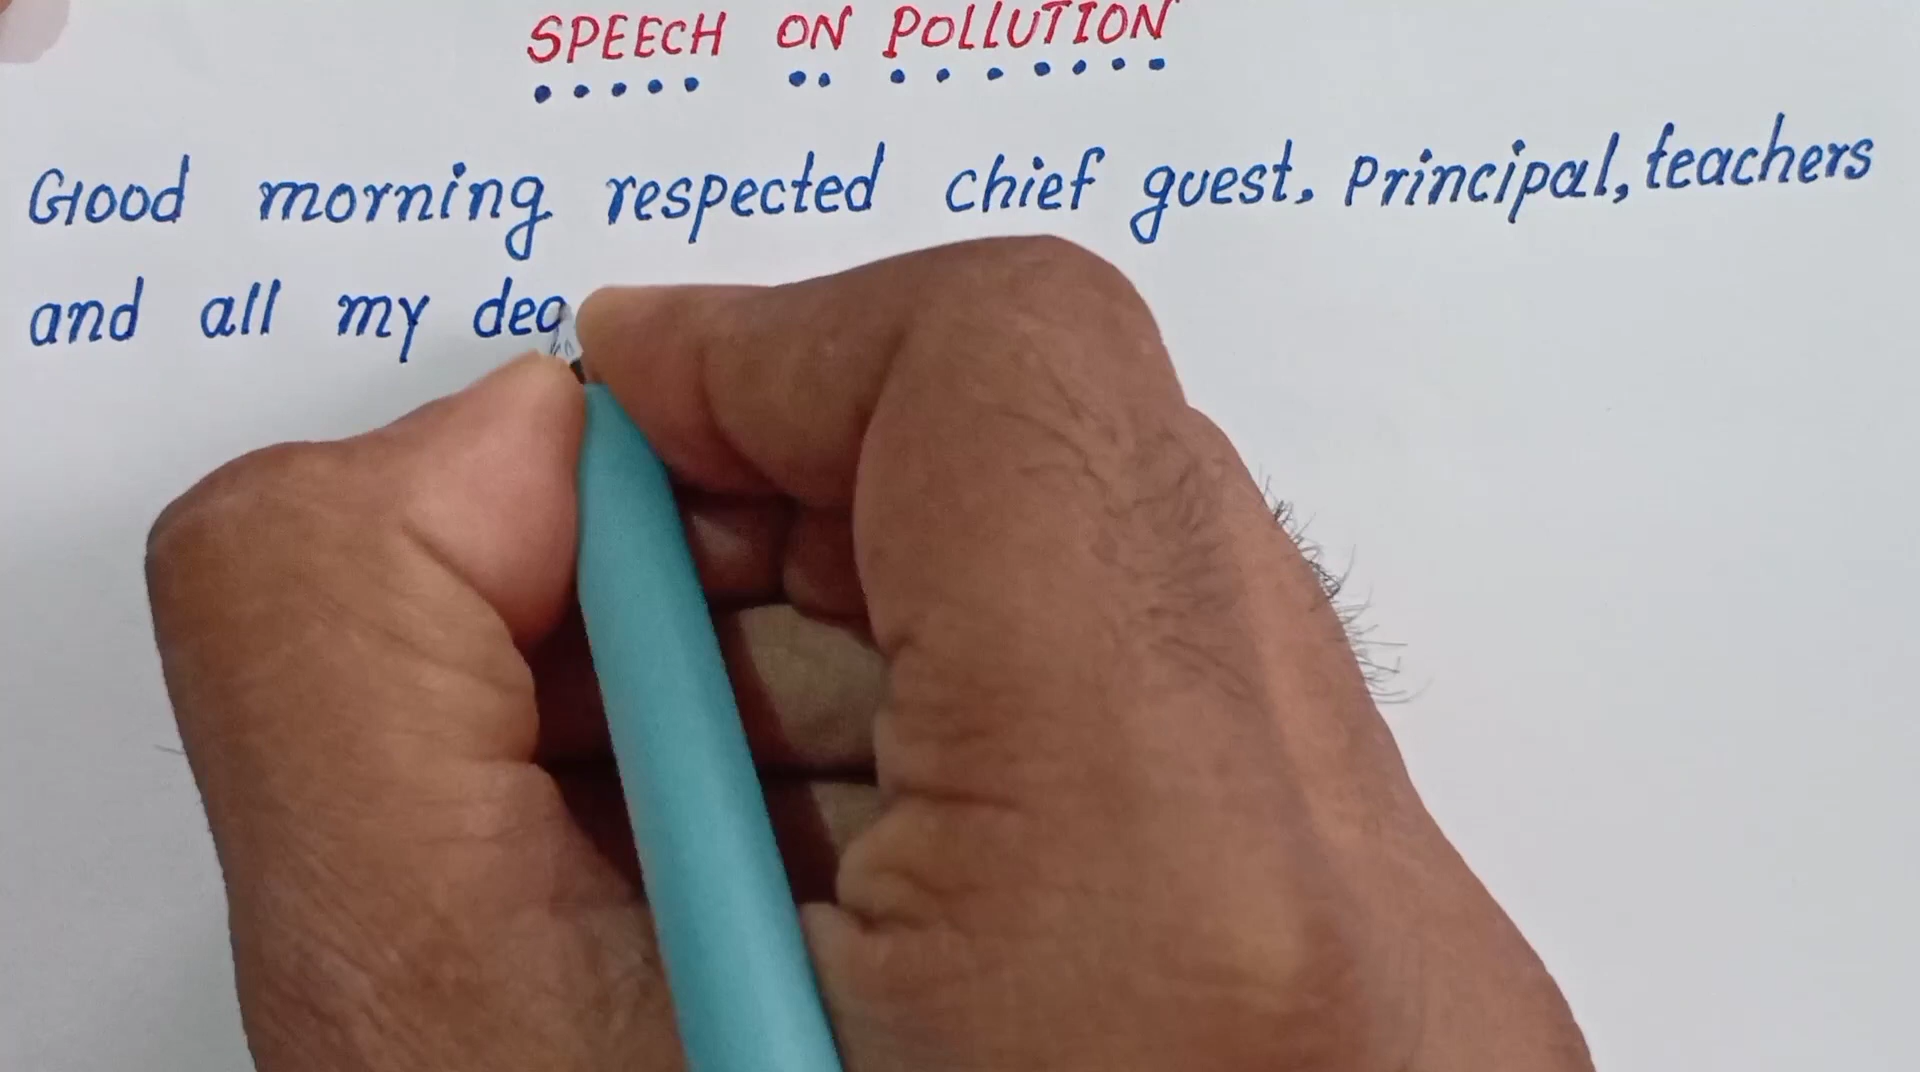 SPEECH ON POLLUTION
Good morning respected chief guest, Principal, teachers
and all my dea